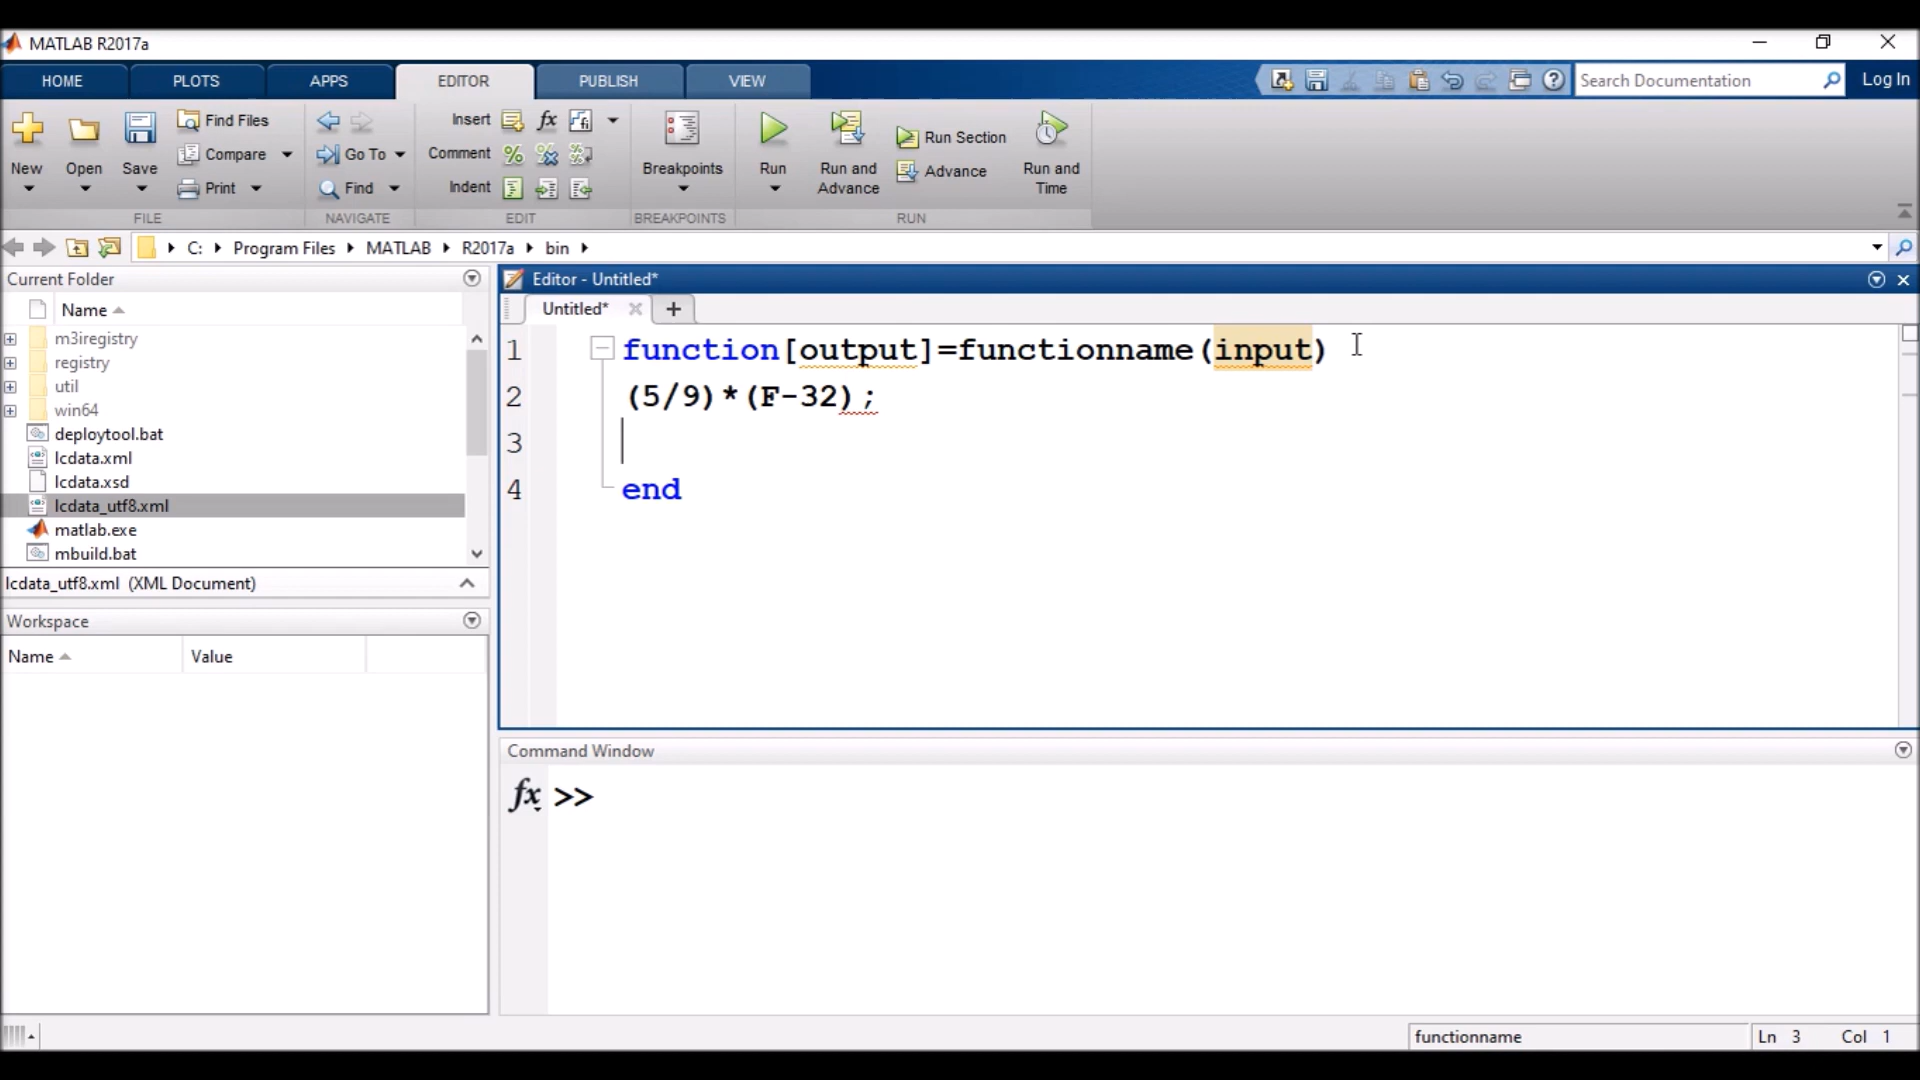 MATLAB R2017a
HOME PLOTS APPS EDITOR PUBLISH VIEW
Search Documentation
Log In
New
Open
Save
Find Files
Compare
Print
FILE
Go To
Find
NAVIGATE
Insert fx
Comment %
Indent
EDIT
Breakpoints
BREAKPOINTS
Run
Run and Advance
Run Section
Advance
Run and Time
RUN
C: Program Files MATLAB R2017a bin
Current Folder
Name
m3iregistry
registry
util
win64
deploytool.bat
lcdata.xml
lcdata.xsd
lcdata_utf8.xml
matlab.exe
mbuild.bat
lcdata_utf8.xml (XML Document)
Workspace
Name Value
Editor - Untitled*
Untitled* +
1 function[output]=functionname(input)
2 (5/9)*(F-32);
3
4 end
Command Window
fx >>
functionname Ln 3 Col 1